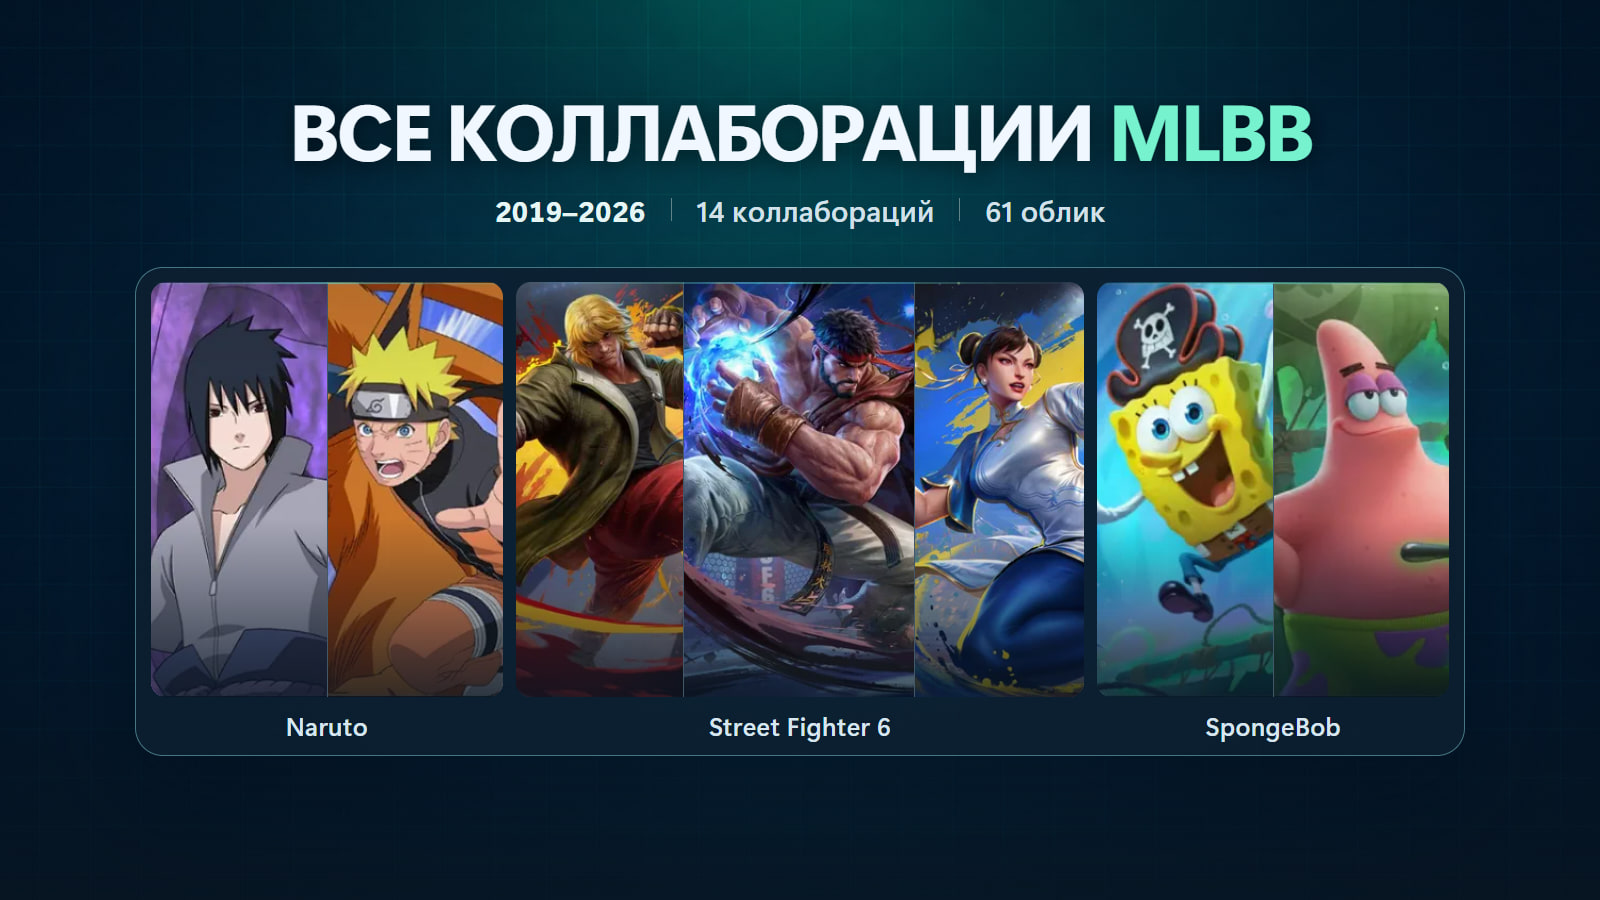 ВСЕ КОЛЛАБОРАЦИИ MLBB
2019–2026 14 коллабораций 61 облик
Naruto Street Fighter 6 SpongeBob